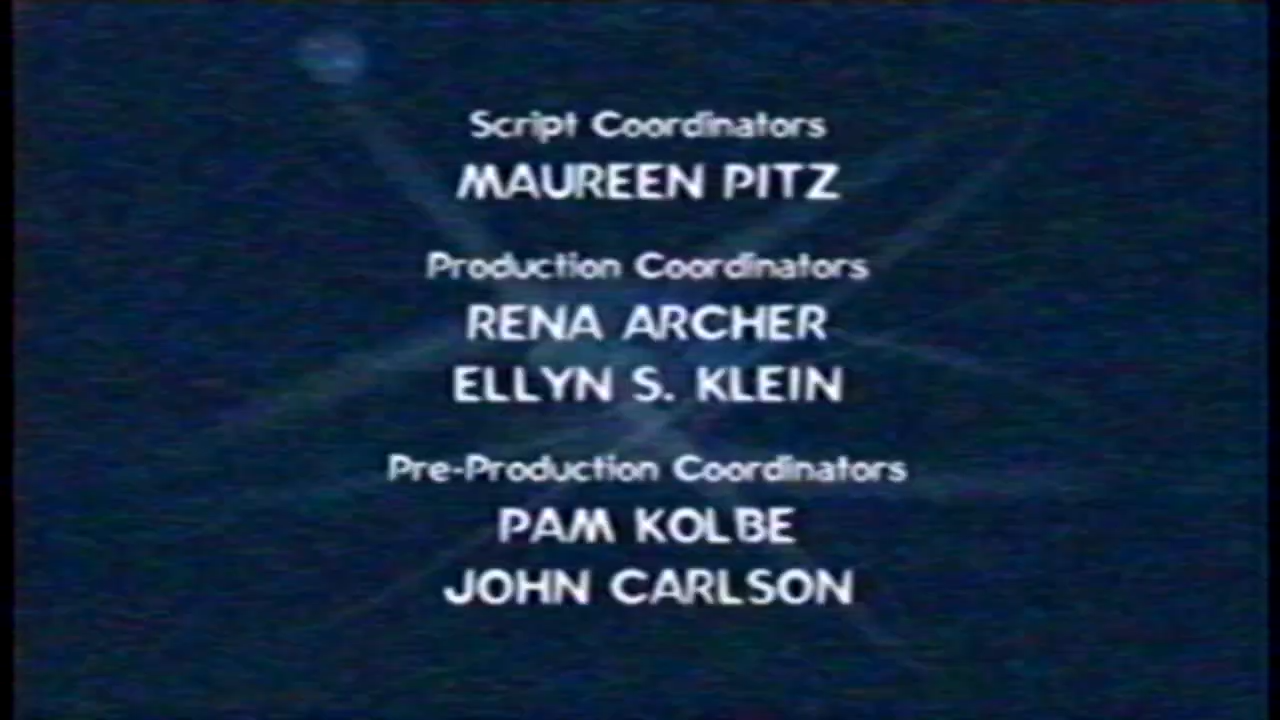 Script Coordinators
MAUREEN PITZ
Production Coordinators
RENA ARCHER
ELLYN S. KLEIN
Pre-Production Coordinators
PAM KOLBE
JOHN CARLSON